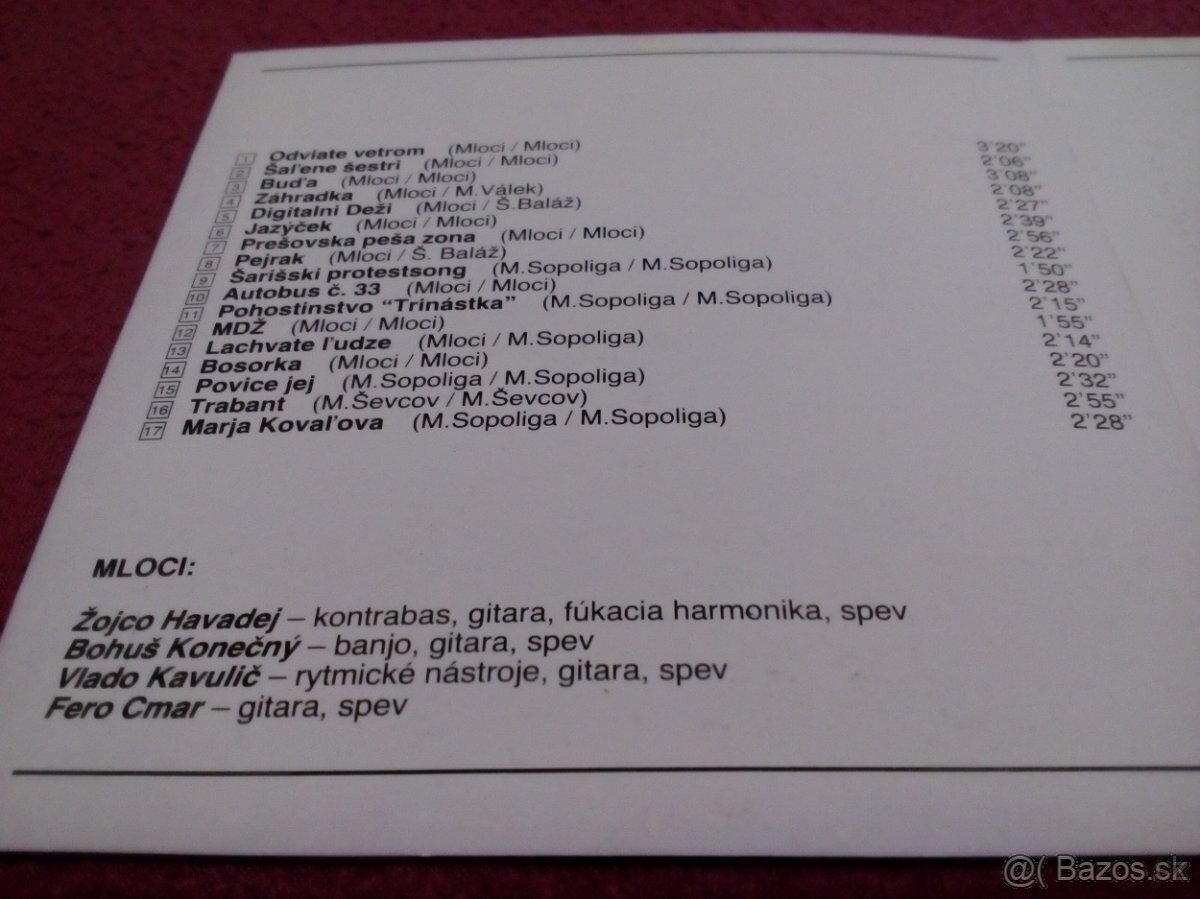 1 Odviate vetrom (Mloci / Mloci) 3'20"
2 Šaľene šestri (Mloci / Mloci) 2'06"
3 Buďa (Mloci / Mloci) 3'08"
4 Záhradka (Mloci / M.Válek) 2'08"
5 Digitalni Deži (Mloci / Š.Baláž) 2'27"
6 Jazýček (Mloci / Mloci) 2'39"
7 Prešovska peša zona (Mloci / Mloci) 2'56"
8 Pejrak (Mloci / Š. Baláž) 2'22"
9 Šarišski protestsong (M.Sopoliga / M.Sopoliga) 1'50"
10 Autobus č. 33 (Mloci / Mloci) 2'28"
11 Pohostinstvo “Trinástka” (M.Sopoliga / M.Sopoliga) 2'15"
12 MDŽ (Mloci / Mloci) 1'55"
13 Lachvate ľudze (Mloci / M.Sopoliga) 2'14"
14 Bosorka (Mloci / Mloci) 2'20"
15 Povice jej (M.Sopoliga / M.Sopoliga) 2'32"
16 Trabant (M.Ševcov / M.Ševcov) 2'55"
17 Marja Kovaľova (M.Sopoliga / M.Sopoliga) 2'28"
MLOCI:
Žojco Havadej – kontrabas, gitara, fúkacia harmonika, spev
Bohuš Konečný – banjo, gitara, spev
Vlado Kavulič – rytmické nástroje, gitara, spev
Fero Cmar – gitara, spev
@( Bazos.sk